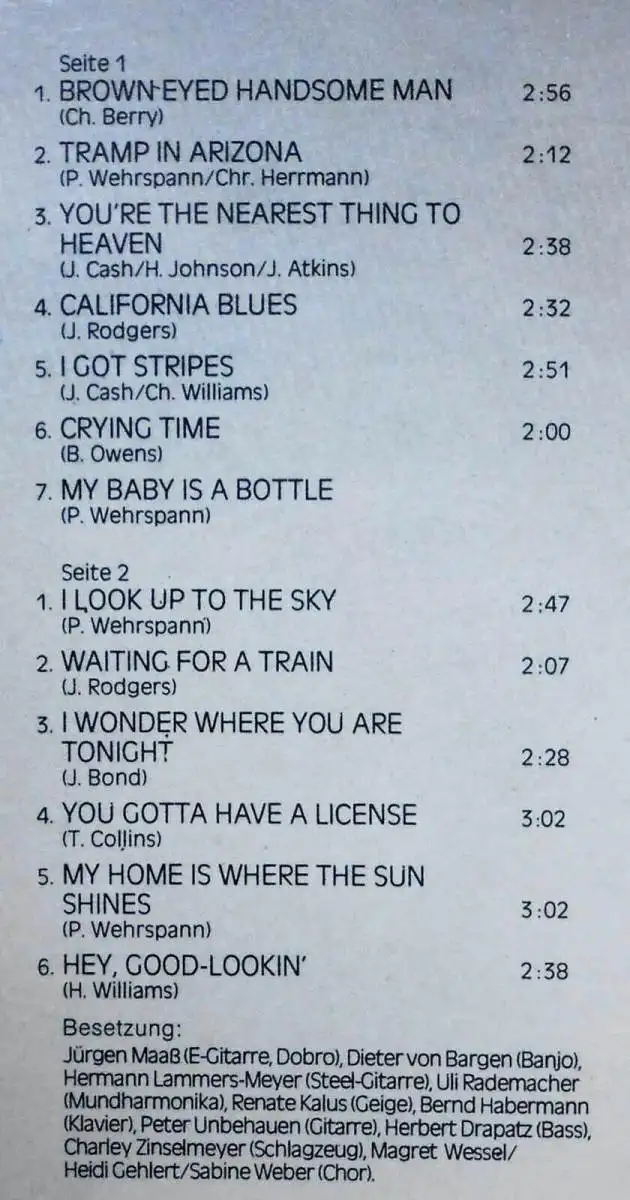 Seite 1
1. BROWN-EYED HANDSOME MAN 2:56
(Ch. Berry)
2. TRAMP IN ARIZONA 2:12
(P. Wehrspann/Chr. Herrmann)
3. YOU'RE THE NEAREST THING TO
HEAVEN 2:38
(J. Cash/H. Johnson/J. Atkins)
4. CALIFORNIA BLUES 2:32
(J. Rodgers)
5. I GOT STRIPES 2:51
(J. Cash/Ch. Williams)
6. CRYING TIME 2:00
(B. Owens)
7. MY BABY IS A BOTTLE
(P. Wehrspann)
Seite 2
1. I LOOK UP TO THE SKY 2:47
(P. Wehrspann)
2. WAITING FOR A TRAIN 2:07
(J. Rodgers)
3. I WONDER WHERE YOU ARE
TONIGHT 2:28
(J. Bond)
4. YOU GOTTA HAVE A LICENSE 3:02
(T. Collins)
5. MY HOME IS WHERE THE SUN
SHINES 3:02
(P. Wehrspann)
6. HEY, GOOD-LOOKIN' 2:38
(H. Williams)
Besetzung:
Jürgen Maaß (E-Gitarre, Dobro), Dieter von Bargen (Banjo),
Hermann Lammers-Meyer (Steel-Gitarre), Uli Rademacher
(Mundharmonika), Renate Kalus (Geige), Bernd Habermann
(Klavier), Peter Unbehauen (Gitarre), Herbert Drapatz (Bass),
Charley Zinselmeyer (Schlagzeug), Magret Wessel/
Heidi Gehlert/Sabine Weber (Chor).